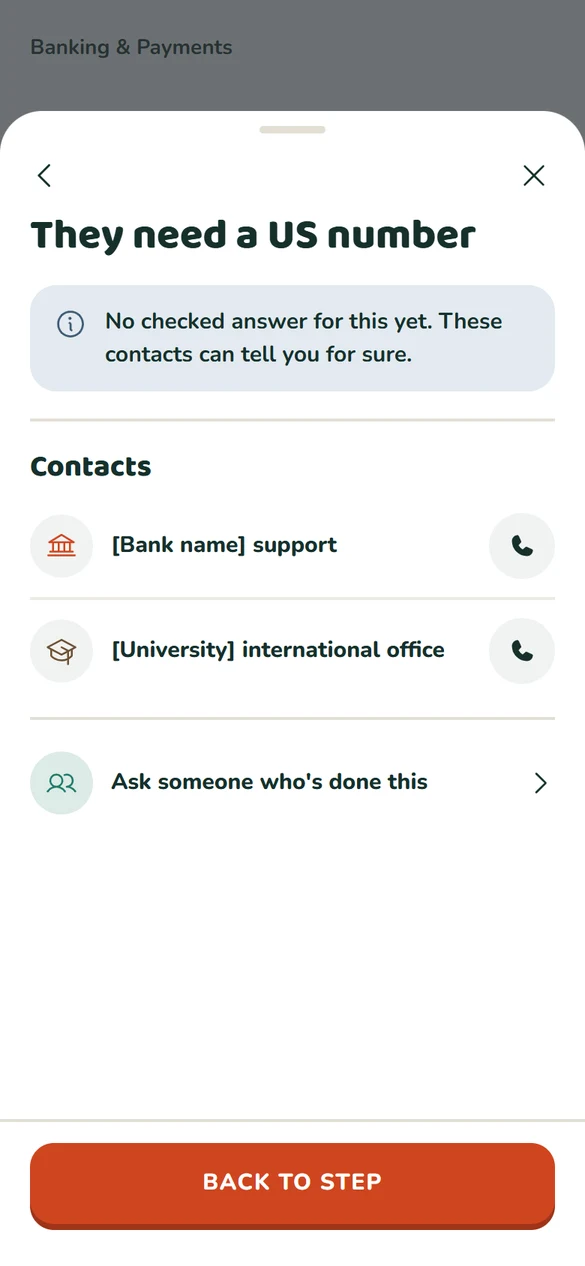 Banking & Payments
They need a US number
No checked answer for this yet. These
contacts can tell you for sure.
Contacts
[Bank name] support
[University] international office
Ask someone who's done this
BACK TO STEP